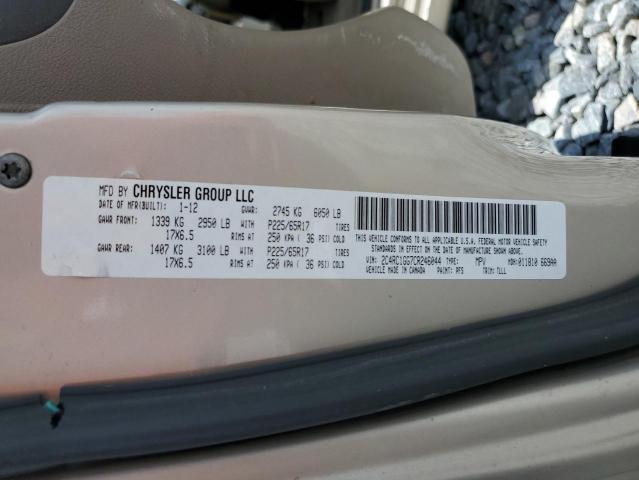 MFD BY CHRYSLER GROUP LLC
DATE OF MFR(BUILT): 1-12 GVWR: 2745 KG 6050 LB
GAWR FRONT: 1339 KG 2950 LB WITH P225/65R17 TIRES
17X6.5 RIMS AT 250 KPA ( 36 PSI COLD)
GAWR REAR: 1407 KG 3100 LB WITH P225/65R17 TIRES
17X6.5 RIMS AT 250 KPA ( 36 PSI COLD)
THIS VEHICLE CONFORMS TO ALL APPLICABLE U.S.A. FEDERAL MOTOR VEHICLE SAFETY
STANDARDS IN EFFECT ON THE DATE OF MANUFACTURE SHOWN ABOVE.
VIN: 2C4RC1GG7CR246044 TYPE: MPV MDH: 011810 669AA
VEHICLE MADE IN CANADA PAINT: PFS TRIM: TLLL